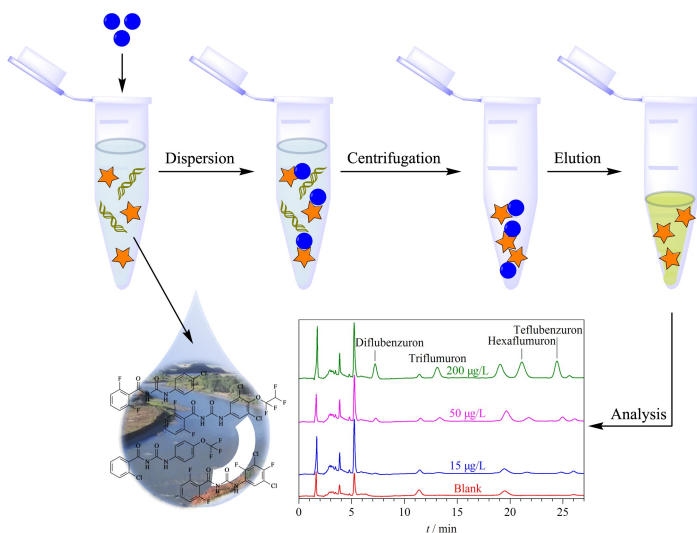 Dispersion
Centrifugation
Elution
Teflubenzuron
Diflubenzuron
Hexaflumuron
Triflumuron
200 μg/L
50 μg/L
Analysis
15 μg/L
Blank
0 5 10 15 20 25
t / min